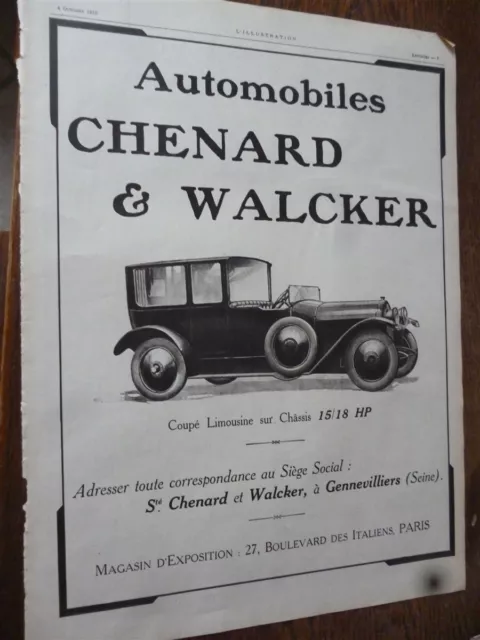 L'ILLUSTRATION
Automobiles
CHENARD
& WALCKER
Coupé Limousine sur Châssis 15/18 HP
Adresser toute correspondance au Siège Social :
Sté Chenard et Walcker, à Gennevilliers (Seine).
MAGASIN D'EXPOSITION : 27, BOULEVARD DES ITALIENS, PARIS